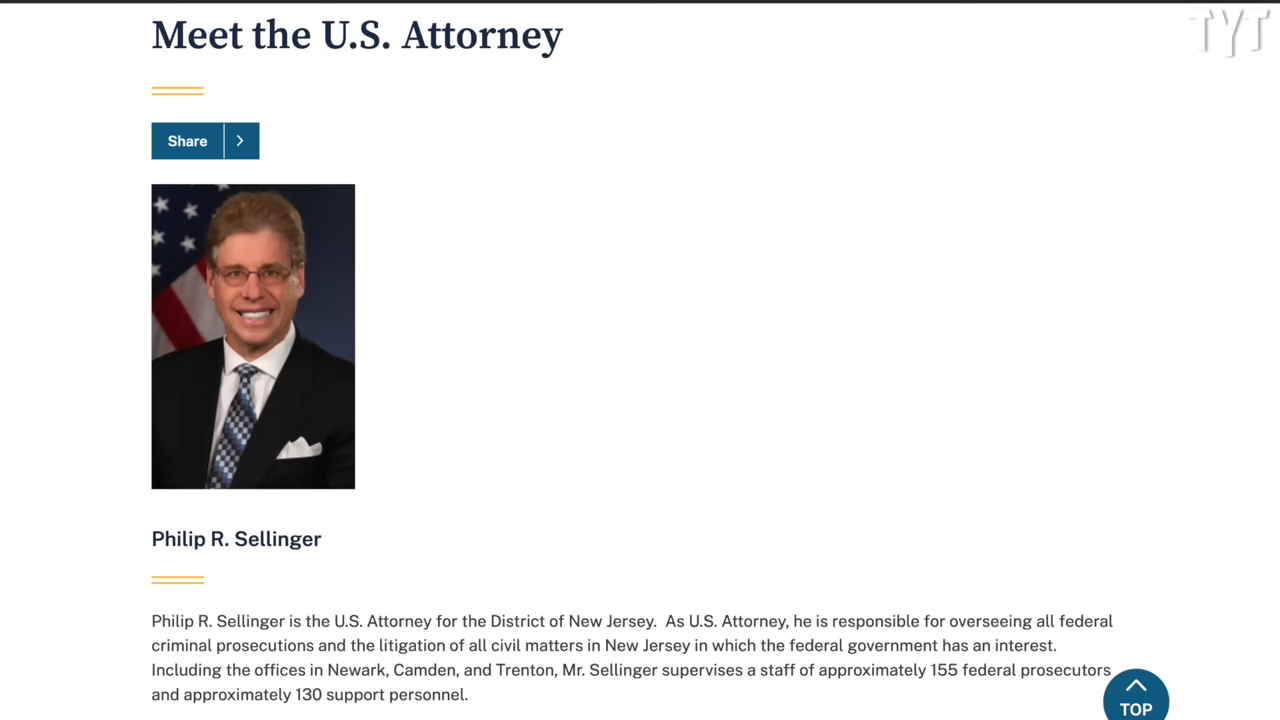 TYT
Meet the U.S. Attorney
Share
Philip R. Sellinger
Philip R. Sellinger is the U.S. Attorney for the District of New Jersey.  As U.S. Attorney, he is responsible for overseeing all federal
criminal prosecutions and the litigation of all civil matters in New Jersey in which the federal government has an interest.
Including the offices in Newark, Camden, and Trenton, Mr. Sellinger supervises a staff of approximately 155 federal prosecutors
and approximately 130 support personnel.
TOP